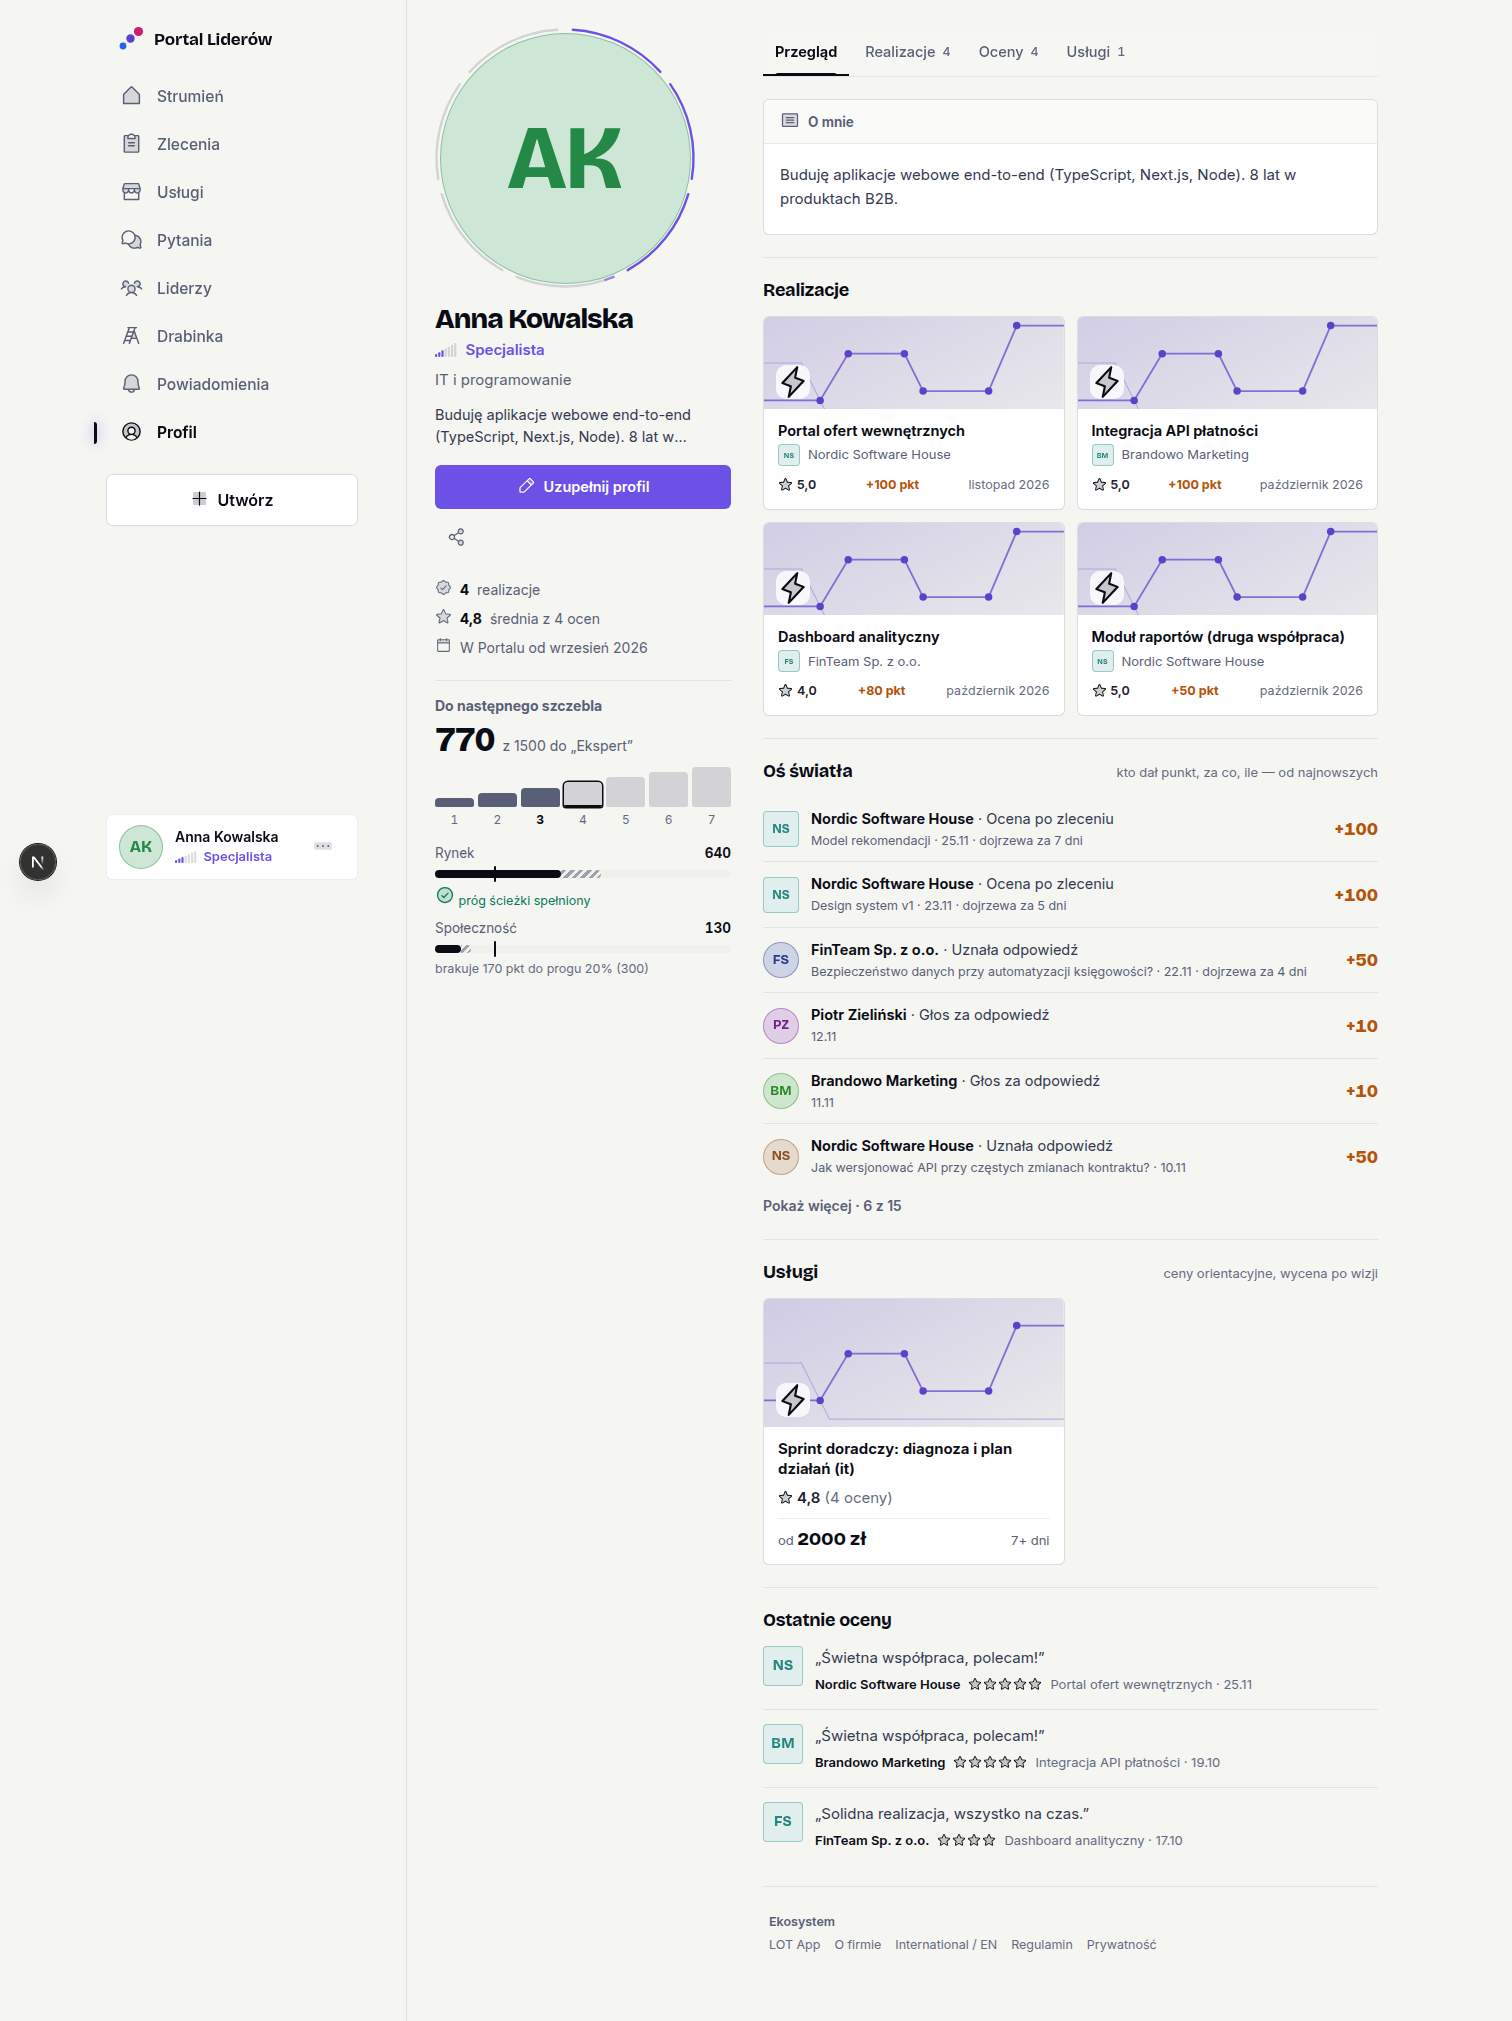 Portal Liderów
Strumień
Zlecenia
Usługi
Pytania
Liderzy
Drabinka
Powiadomienia
Profil
Utwórz
AK
Anna Kowalska
Specjalista
N
AK
Anna Kowalska
Specjalista
IT i programowanie
Buduję aplikacje webowe end-to-end
(TypeScript, Next.js, Node). 8 lat w…
Uzupełnij profil
4 realizacje
4,8 średnia z 4 ocen
W Portalu od wrzesień 2026
Do następnego szczebla
770 z 1500 do „Ekspert”
1 2 3 4 5 6 7
Rynek 640
próg ścieżki spełniony
Społeczność 130
brakuje 170 pkt do progu 20% (300)
Przegląd Realizacje 4 Oceny 4 Usługi 1
O mnie
Buduję aplikacje webowe end-to-end (TypeScript, Next.js, Node). 8 lat w
produktach B2B.
Realizacje
Portal ofert wewnętrznych
NS Nordic Software House
5,0 +100 pkt listopad 2026
Integracja API płatności
BM Brandowo Marketing
5,0 +100 pkt październik 2026
Dashboard analityczny
FS FinTeam Sp. z o.o.
4,0 +80 pkt październik 2026
Moduł raportów (druga współpraca)
NS Nordic Software House
5,0 +50 pkt październik 2026
Oś światła kto dał punkt, za co, ile — od najnowszych
NS Nordic Software House · Ocena po zleceniu +100
Model rekomendacji · 25.11 · dojrzewa za 7 dni
NS Nordic Software House · Ocena po zleceniu +100
Design system v1 · 23.11 · dojrzewa za 5 dni
FS FinTeam Sp. z o.o. · Uznała odpowiedź +50
Bezpieczeństwo danych przy automatyzacji księgowości? · 22.11 · dojrzewa za 4 dni
PZ Piotr Zieliński · Głos za odpowiedź +10
12.11
BM Brandowo Marketing · Głos za odpowiedź +10
11.11
NS Nordic Software House · Uznała odpowiedź +50
Jak wersjonować API przy częstych zmianach kontraktu? · 10.11
Pokaż więcej · 6 z 15
Usługi ceny orientacyjne, wycena po wizji
Sprint doradczy: diagnoza i plan
działań (it)
4,8 (4 oceny)
od 2000 zł 7+ dni
Ostatnie oceny
NS „Świetna współpraca, polecam!”
Nordic Software House Portal ofert wewnętrznych · 25.11
BM „Świetna współpraca, polecam!”
Brandowo Marketing Integracja API płatności · 19.10
FS „Solidna realizacja, wszystko na czas.”
FinTeam Sp. z o.o. Dashboard analityczny · 17.10
Ekosystem
LOT App O firmie International / EN Regulamin Prywatność